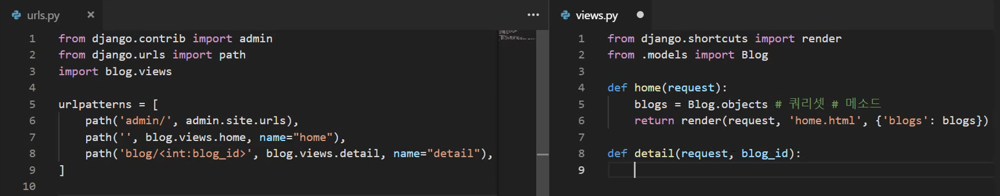 urls.py
1 from django.contrib import admin
2 from django.urls import path
3 import blog.views
4
5 urlpatterns = [
6     path('admin/', admin.site.urls),
7     path('', blog.views.home, name="home"),
8     path('blog/<int:blog_id>', blog.views.detail, name="detail"),
9 ]
10
views.py
1 from django.shortcuts import render
2 from .models import Blog
3
4 def home(request):
5     blogs = Blog.objects # 쿼리셋 # 메소드
6     return render(request, 'home.html', {'blogs': blogs})
7
8 def detail(request, blog_id):
9